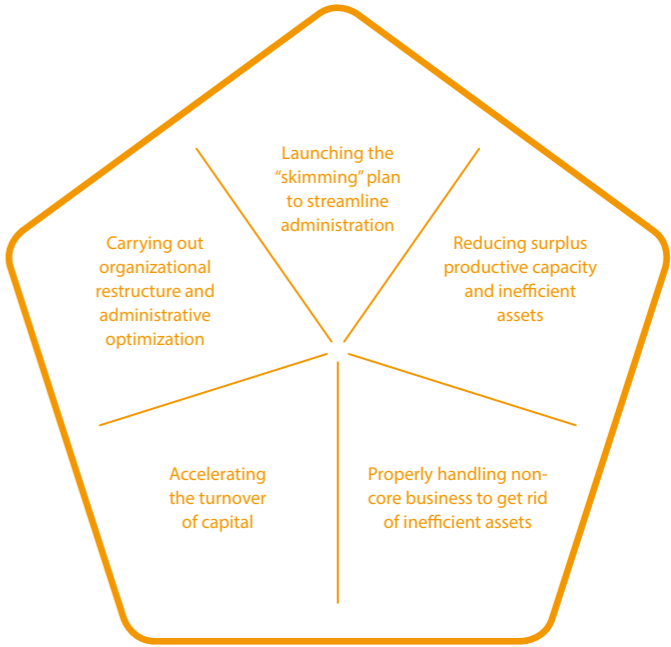 Launching the
“skimming” plan
to streamline
administration
Carrying out
organizational
restructure and
administrative
optimization
Reducing surplus
productive capacity
and inefficient
assets
Accelerating
the turnover
of capital
Properly handling non-
core business to get rid
of inefficient assets